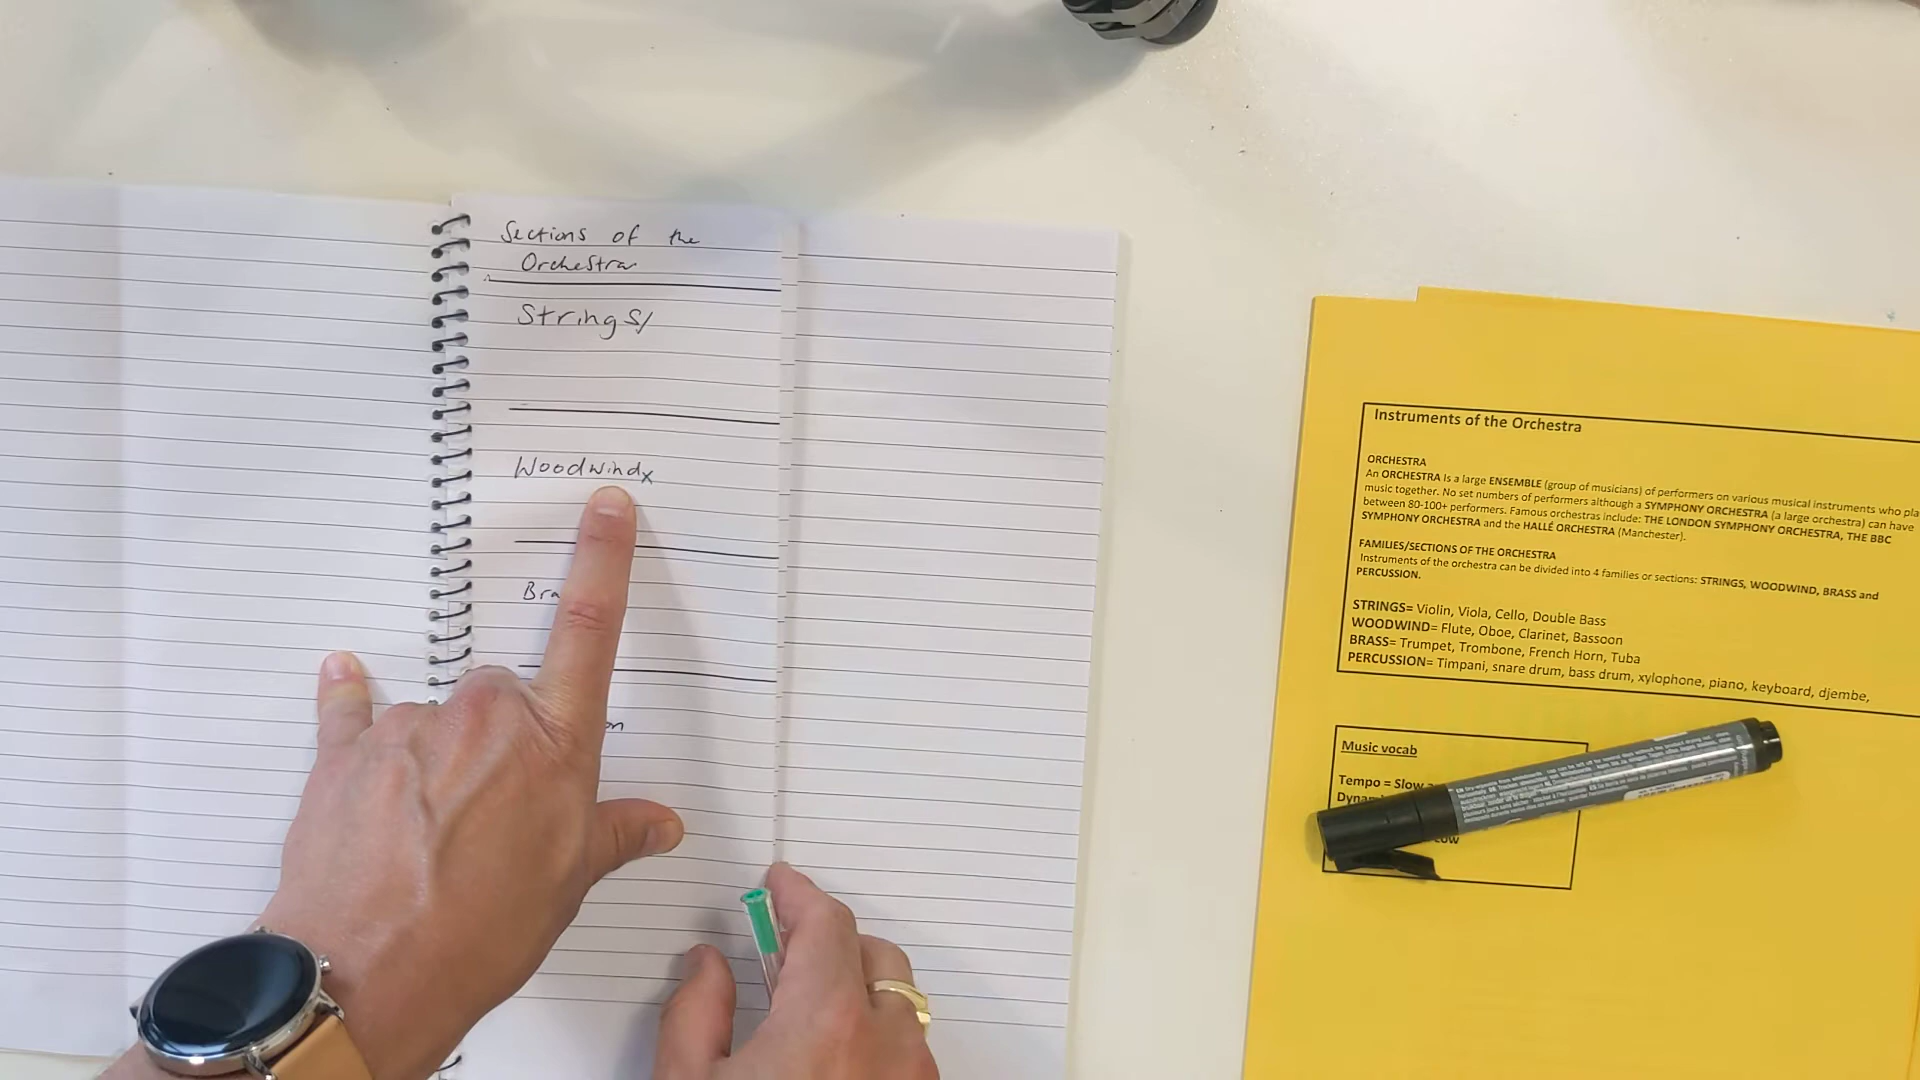 Sections of the
Orchestra
Strings/
Woodwindx
Bra
on
Instruments of the Orchestra
ORCHESTRA
An ORCHESTRA is a large ENSEMBLE (group of musicians) of performers on various musical instruments who pla
music together. No set numbers of performers although a SYMPHONY ORCHESTRA (a large orchestra) can have
between 80-100+ performers. Famous orchestras include: THE LONDON SYMPHONY ORCHESTRA, THE BBC
SYMPHONY ORCHESTRA and the HALLÉ ORCHESTRA (Manchester).
FAMILIES/SECTIONS OF THE ORCHESTRA
Instruments of the orchestra can be divided into 4 families or sections: STRINGS, WOODWIND, BRASS and
PERCUSSION.
STRINGS= Violin, Viola, Cello, Double Bass
WOODWIND= Flute, Oboe, Clarinet, Bassoon
BRASS= Trumpet, Trombone, French Horn, Tuba
PERCUSSION= Timpani, snare drum, bass drum, xylophone, piano, keyboard, djembe,
Music vocab
Tempo = Slow
Dynam